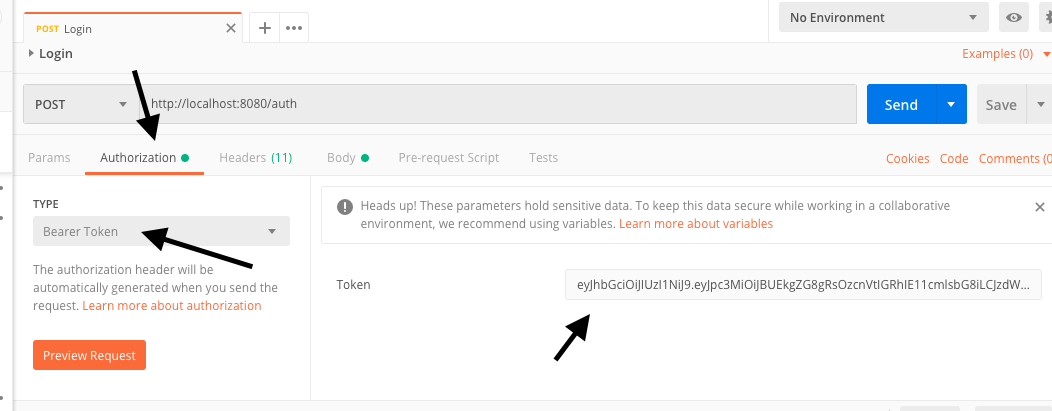 POST Login
No Environment
Login
Examples (0)
POST
http://localhost:8080/auth
Send
Save
Params
Authorization
Headers (11)
Body
Pre-request Script
Tests
Cookies
Code
Comments (0
TYPE
Bearer Token
The authorization header will be
automatically generated when you send the
request. Learn more about authorization
Preview Request
Heads up! These parameters hold sensitive data. To keep this data secure while working in a collaborative
environment, we recommend using variables. Learn more about variables
Token
eyJhbGciOiJIUzI1NiJ9.eyJpc3MiOiJBUEkgZG8gRsOzcnVtIGRhIE11cmlsbG8iLCJzdW...